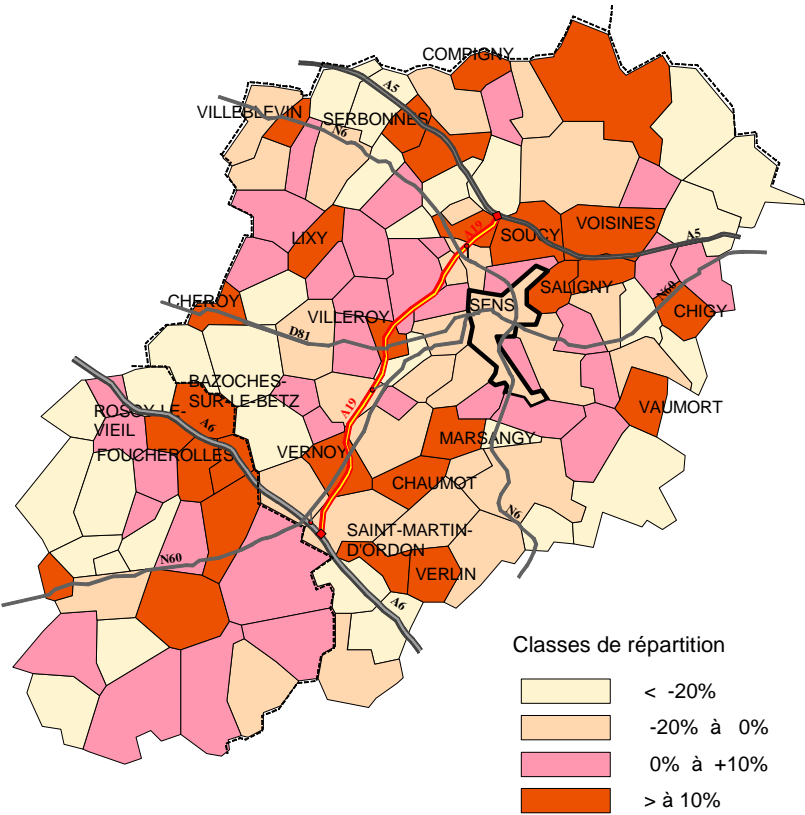 COMPIGNY
A5
VILLEBLEVIN
SERBONNES
N6
A19
SOUCY
VOISINES
LIXY
A5
SALIGNY
N60
CHEROY
SENS
CHIGY
VILLEROY
D81
BAZOCHES-
SUR-LE-BETZ
ROSOY-LE-
VIEIL
A19
VAUMORT
A6
MARSANGY
FOUCHEROLLES
VERNOY
CHAUMOT
N6
SAINT-MARTIN-
D'ORDON
N60
VERLIN
A6
Classes de répartition
< -20%
-20% à 0%
0% à +10%
> à 10%